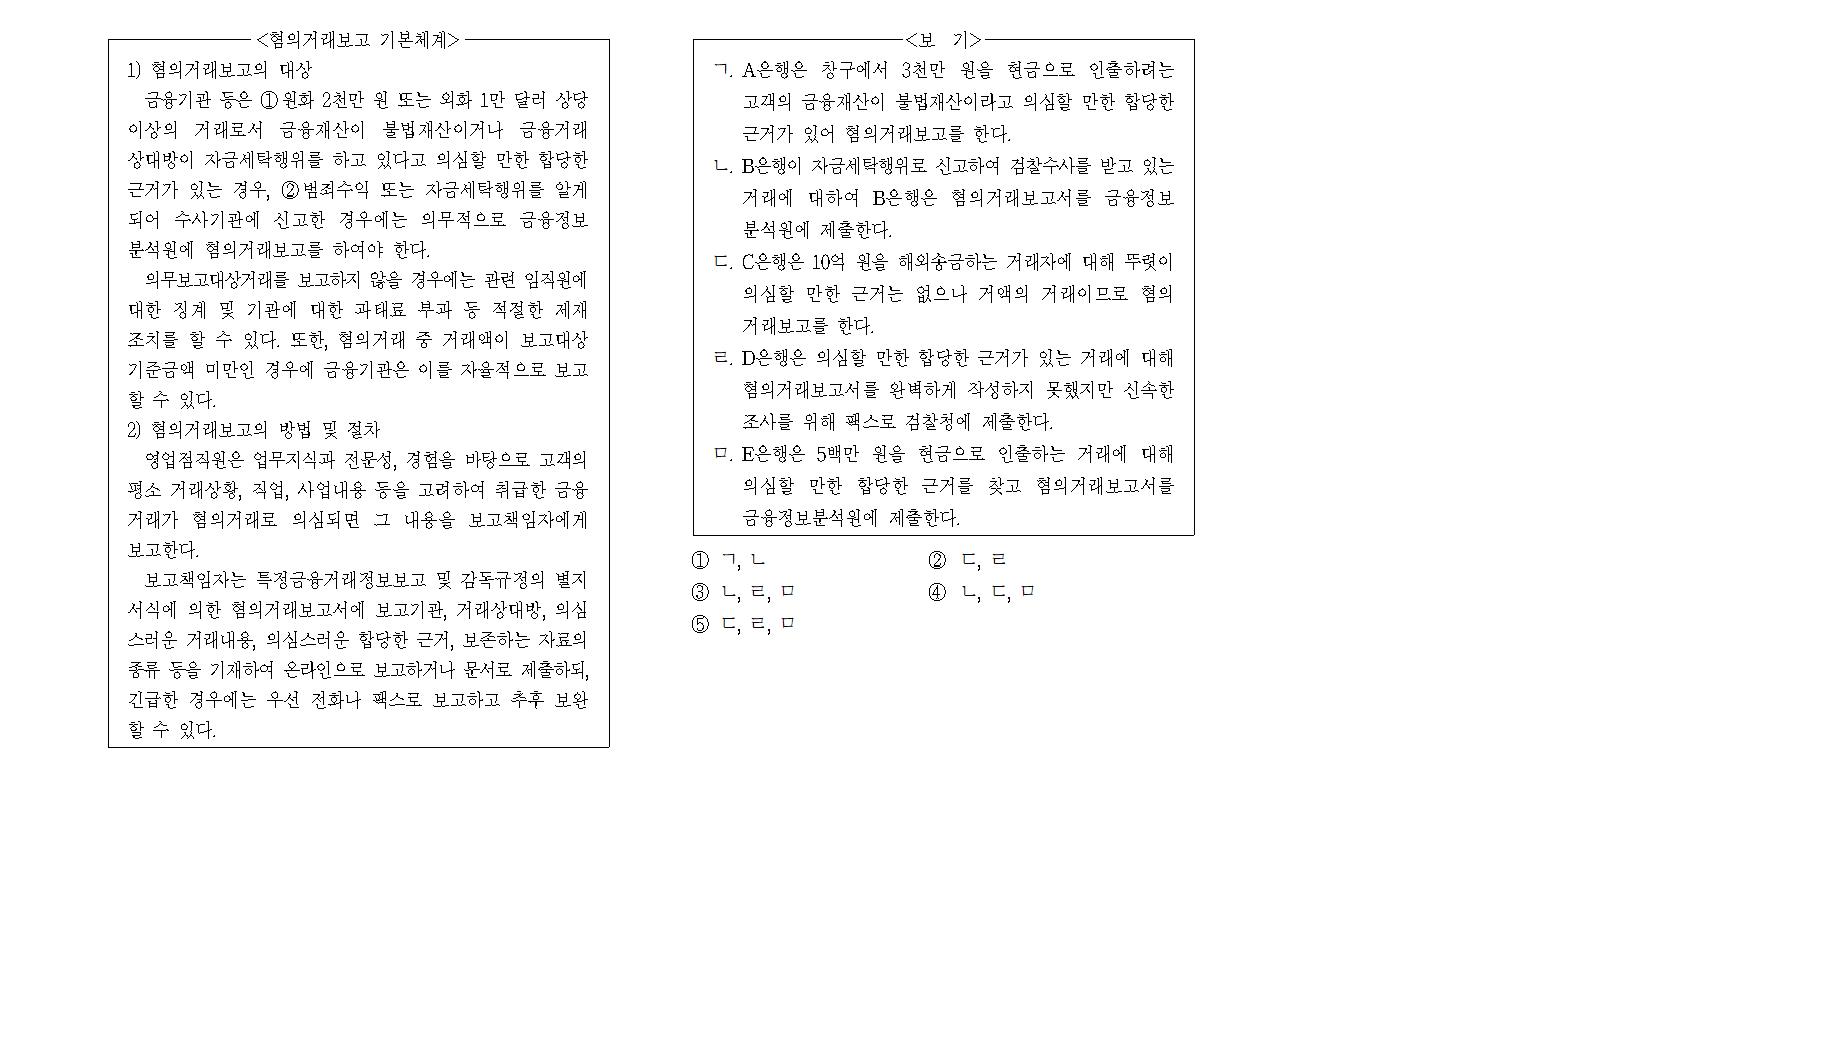 <혐의거래보고 기본체계>
1) 혐의거래보고의 대상
금융기관 등은 ①원화 2천만 원 또는 외화 1만 달러 상당
이상의 거래로서 금융재산이 불법재산이거나 금융거래
상대방이 자금세탁행위를 하고 있다고 의심할 만한 합당한
근거가 있는 경우, ②범죄수익 또는 자금세탁행위를 알게
되어 수사기관에 신고한 경우에는 의무적으로 금융정보
분석원에 혐의거래보고를 하여야 한다.
의무보고대상거래를 보고하지 않을 경우에는 관련 임직원에
대한 징계 및 기관에 대한 과태료 부과 등 적절한 제재
조치를 할 수 있다. 또한, 혐의거래 중 거래액이 보고대상
기준금액 미만인 경우에 금융기관은 이를 자율적으로 보고
할 수 있다.
2) 혐의거래보고의 방법 및 절차
영업점직원은 업무지식과 전문성, 경험을 바탕으로 고객의
평소 거래상황, 직업, 사업내용 등을 고려하여 취급한 금융
거래가 혐의거래로 의심되면 그 내용을 보고책임자에게
보고한다.
보고책임자는 특정금융거래정보보고 및 감독규정의 별지
서식에 의한 혐의거래보고서에 보고기관, 거래상대방, 의심
스러운 거래내용, 의심스러운 합당한 근거, 보존하는 자료의
종류 등을 기재하여 온라인으로 보고하거나 문서로 제출하되,
긴급한 경우에는 우선 전화나 팩스로 보고하고 추후 보완
할 수 있다.
<보 기>
ㄱ. A은행은 창구에서 3천만 원을 현금으로 인출하려는
고객의 금융재산이 불법재산이라고 의심할 만한 합당한
근거가 있어 혐의거래보고를 한다.
ㄴ. B은행이 자금세탁행위로 신고하여 검찰수사를 받고 있는
거래에 대하여 B은행은 혐의거래보고서를 금융정보
분석원에 제출한다.
ㄷ. C은행은 10억 원을 해외송금하는 거래자에 대해 뚜렷이
의심할 만한 근거는 없으나 거액의 거래이므로 혐의
거래보고를 한다.
ㄹ. D은행은 의심할 만한 합당한 근거가 있는 거래에 대해
혐의거래보고서를 완벽하게 작성하지 못했지만 신속한
조사를 위해 팩스로 검찰청에 제출한다.
ㅁ. E은행은 5백만 원을 현금으로 인출하는 거래에 대해
의심할 만한 합당한 근거를 찾고 혐의거래보고서를
금융정보분석원에 제출한다.
① ㄱ, ㄴ ② ㄷ, ㄹ
③ ㄴ, ㄹ, ㅁ ④ ㄴ, ㄷ, ㅁ
⑤ ㄷ, ㄹ, ㅁ